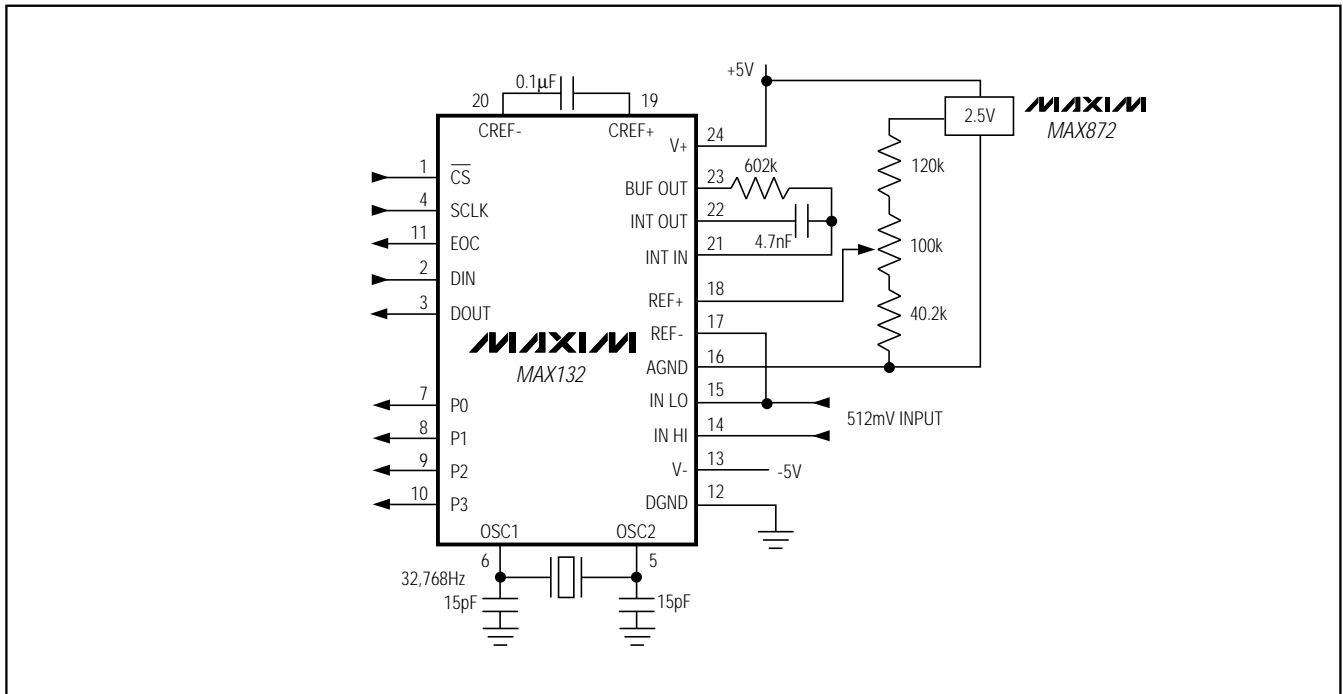 0.1μF
20
19
CREF-
CREF+
+5V
2.5V
MAXIM
MAX872
24
V+
120k
602k
23
BUF OUT
22
INT OUT
4.7nF
21
INT IN
100k
18
REF+
40.2k
17
REF-
16
AGND
15
IN LO
512mV INPUT
14
IN HI
13
V-
-5V
12
DGND
1
CS
4
SCLK
11
EOC
2
DIN
3
DOUT
MAXIM
MAX132
7
P0
8
P1
9
P2
10
P3
OSC1
OSC2
6
5
32,768Hz
15pF
15pF